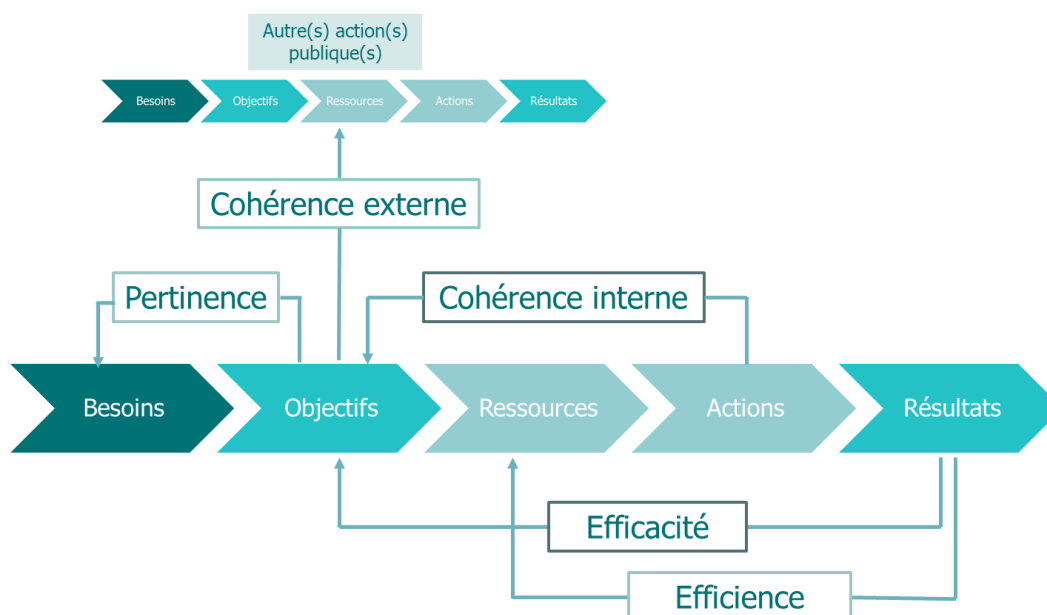 Autre(s) action(s)
publique(s)
Besoins
Objectifs
Ressources
Actions
Résultats
Cohérence externe
Pertinence
Cohérence interne
Besoins
Objectifs
Ressources
Actions
Résultats
Efficacité
Efficience